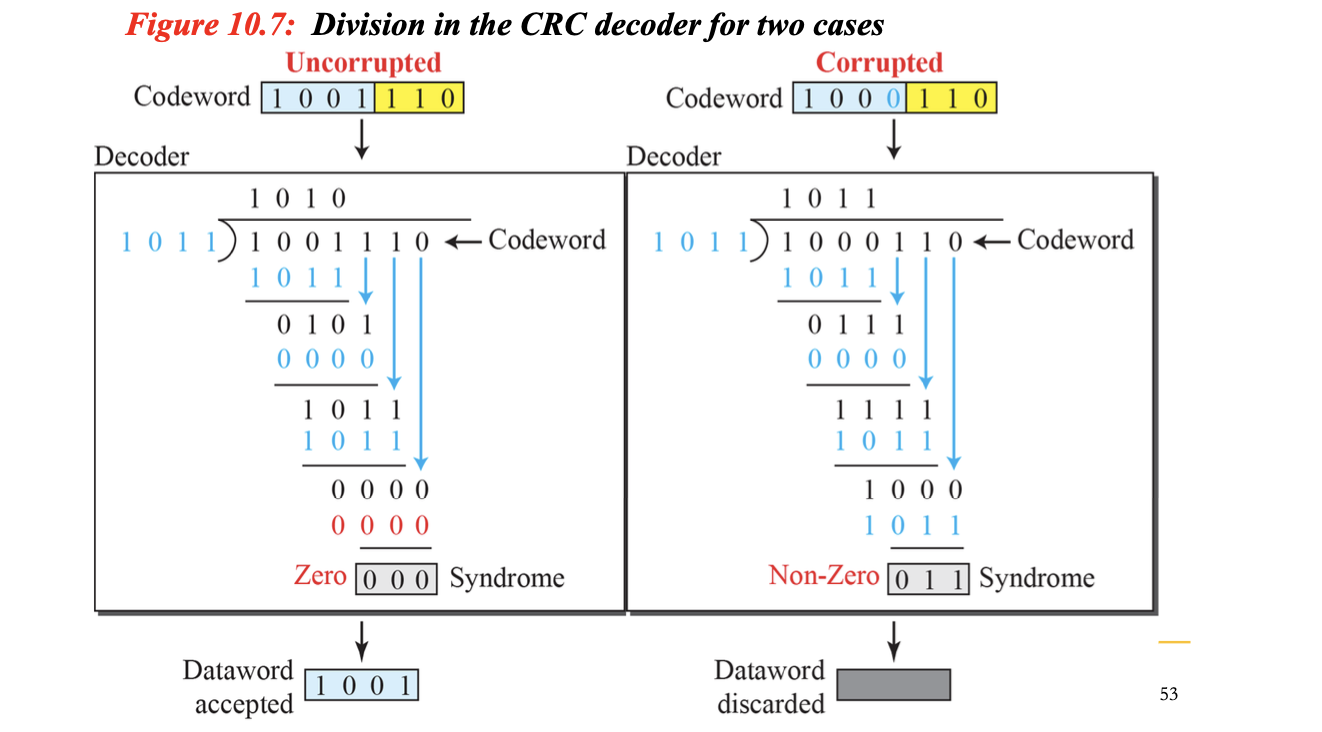 Figure 10.7: Division in the CRC decoder for two cases
Uncorrupted
Codeword 1 0 0 1 1 1 0
Decoder
1 0 1 0
1 0 1 1 ) 1 0 0 1 1 1 0 ← Codeword
1 0 1 1
0 1 0 1
0 0 0 0
1 0 1 1
1 0 1 1
0 0 0 0
0 0 0 0
Zero 0 0 0 Syndrome
Dataword
accepted
1 0 0 1
Corrupted
Codeword 1 0 0 0 1 1 0
Decoder
1 0 1 1
1 0 1 1 ) 1 0 0 0 1 1 0 ← Codeword
1 0 1 1
0 1 1 1
0 0 0 0
1 1 1 1
1 0 1 1
1 0 0 0
1 0 1 1
Non-Zero 0 1 1 Syndrome
Dataword
discarded
53